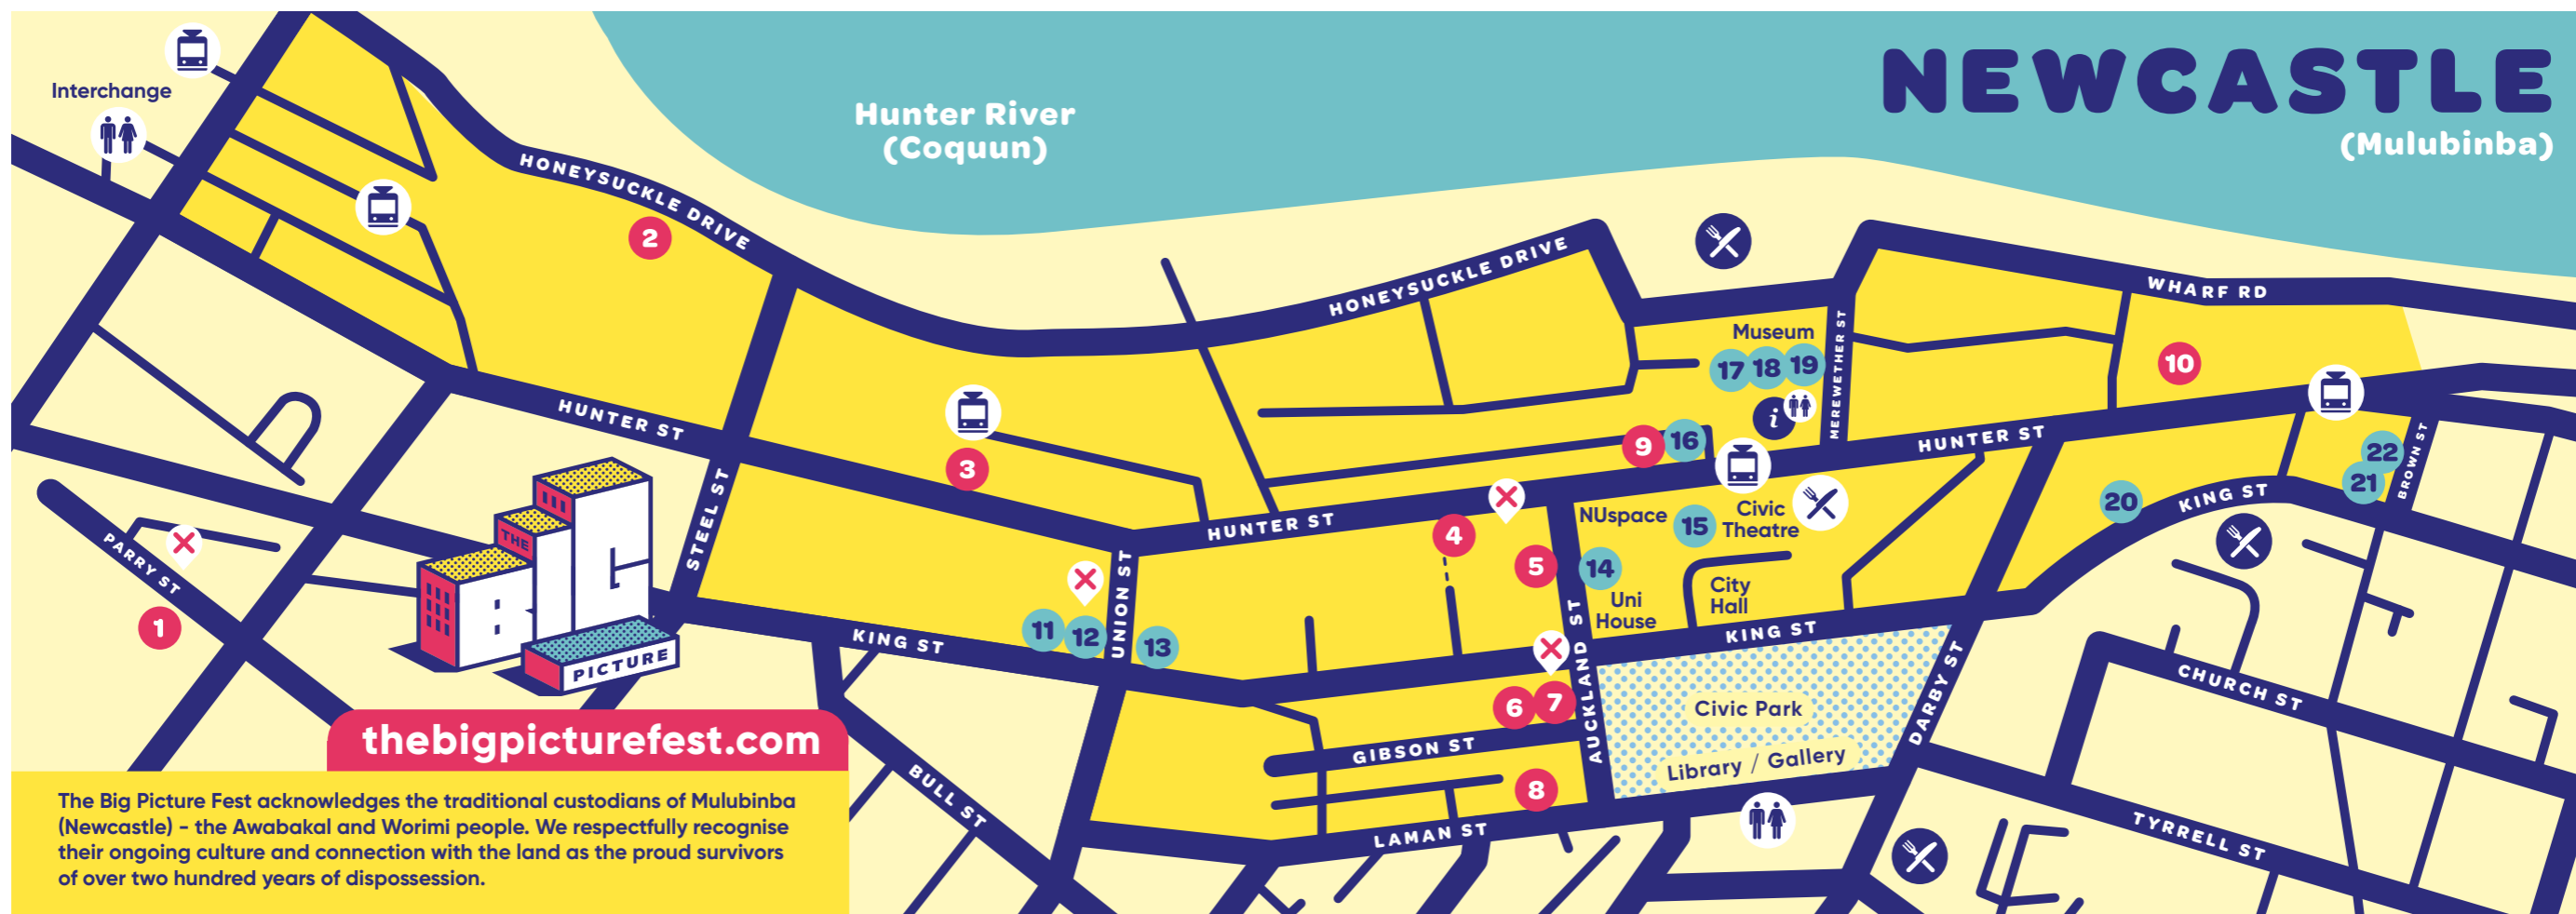 NEWCASTLE
(Mulubinba)
Hunter River
(Coquun)
Interchange
HONEYSUCKLE DRIVE
2
HONEYSUCKLE DRIVE
WHARF RD
Museum
17 18 19
i
MEREWETHER ST
10
HUNTER ST
HUNTER ST
3
9 16
HUNTER ST
4
5
NUspace
15
Civic
Theatre
14
Uni
House
City
Hall
20
KING ST
22
21
BROWN ST
STEEL ST
PARRY ST
1
THE
BIG
PICTURE
11 12
UNION ST
13
KING ST
KING ST
6 7
AUCKLAND ST
GIBSON ST
8
LAMAN ST
Civic Park
Library / Gallery
DARBY ST
CHURCH ST
TYRRELL ST
BULL ST
thebigpicturefest.com
The Big Picture Fest acknowledges the traditional custodians of Mulubinba
(Newcastle) - the Awabakal and Worimi people. We respectfully recognise
their ongoing culture and connection with the land as the proud survivors
of over two hundred years of dispossession.